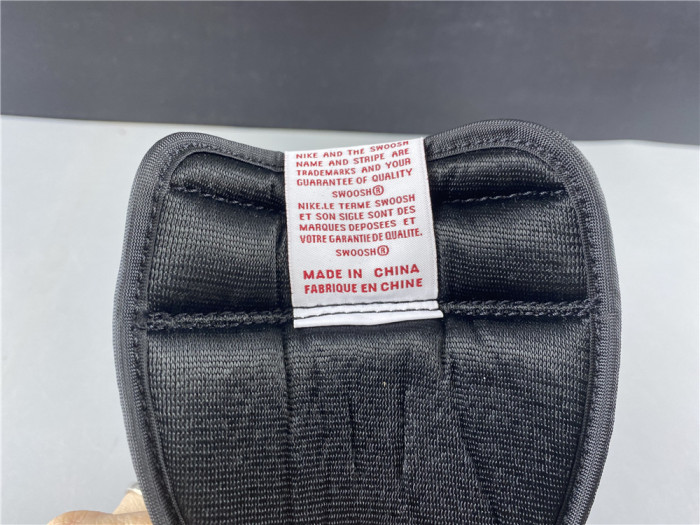 NIKE AND THE SWOOSH
NAME AND STRIPE ARE
TRADEMARKS AND YOUR
GUARANTEE OF QUALITY
SWOOSH®
NIKE.LE TERME SWOOSH
ET SON SIGLE SONT DES
MARQUES DEPOSEES ET
VOTRE GARANTIE DE QUALITE.
SWOOSH®
MADE IN CHINA
FABRIQUE EN CHINE